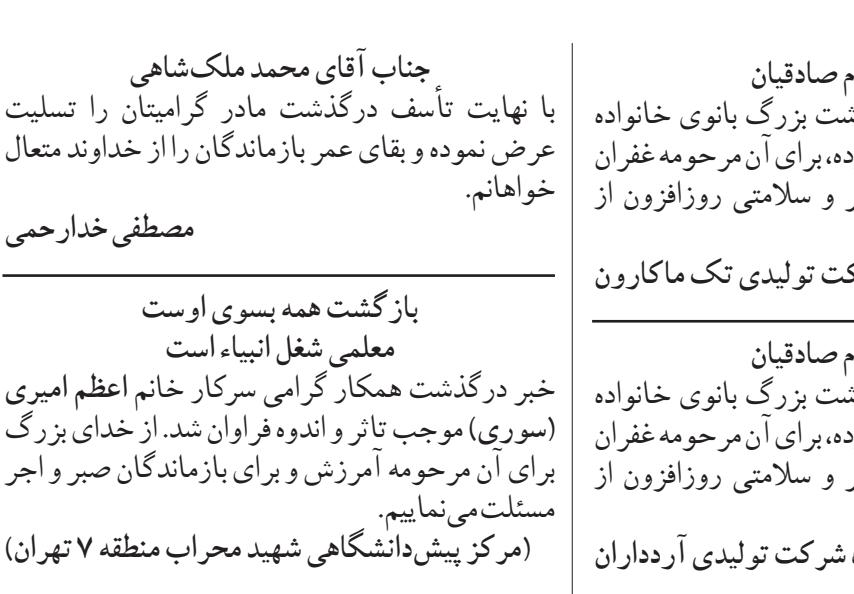 م صادقیان
شت بزرگ بانوی خانواده
ده،برای آن مرحومه غفران
ر و سلامتی روزافزون از
کت تولیدی تک ماکارون
م صادقیان
شت بزرگ بانوی خانواده
ده،برای آن مرحومه غفران
ر و سلامتی روزافزون از
شرکت تولیدی آردداران
جناب آقای محمد ملک‌شاهی
با نهایت تأسف درگذشت مادر گرامیتان را تسلیت
عرض نموده و بقای عمر بازماندگان را از خداوند متعال
خواهانم.
مصطفی خدارحمی
بازگشت همه بسوی اوست
معلمی شغل انبیاء است
خبر درگذشت همکار گرامی سرکار خانم اعظم امیری
(سوری) موجب تاثر و اندوه فراوان شد. از خدای بزرگ
برای آن مرحومه آمرزش و برای بازماندگان صبر و اجر
مسئلت می‌نماییم.
(مرکز پیش‌دانشگاهی شهید محراب منطقه ۷ تهران)